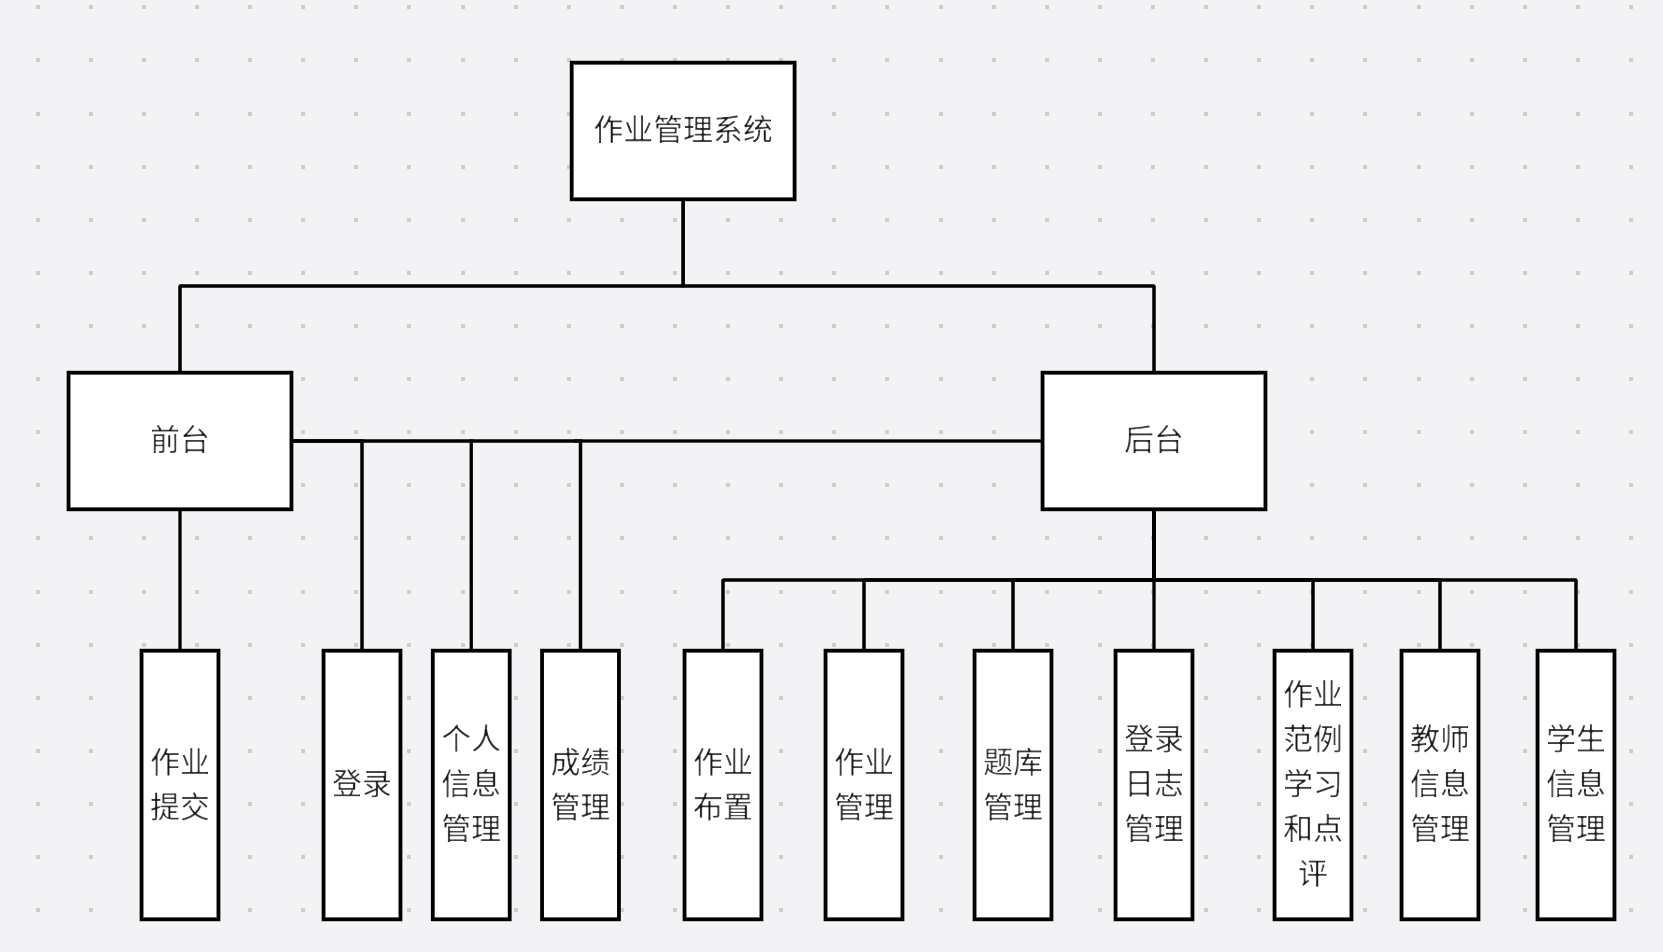 作业管理系统
前台
后台
作业
提交
登录
个人
信息
管理
成绩
管理
作业
布置
作业
管理
题库
管理
登录
日志
管理
作业
范例
学习
和点
评
教师
信息
管理
学生
信息
管理